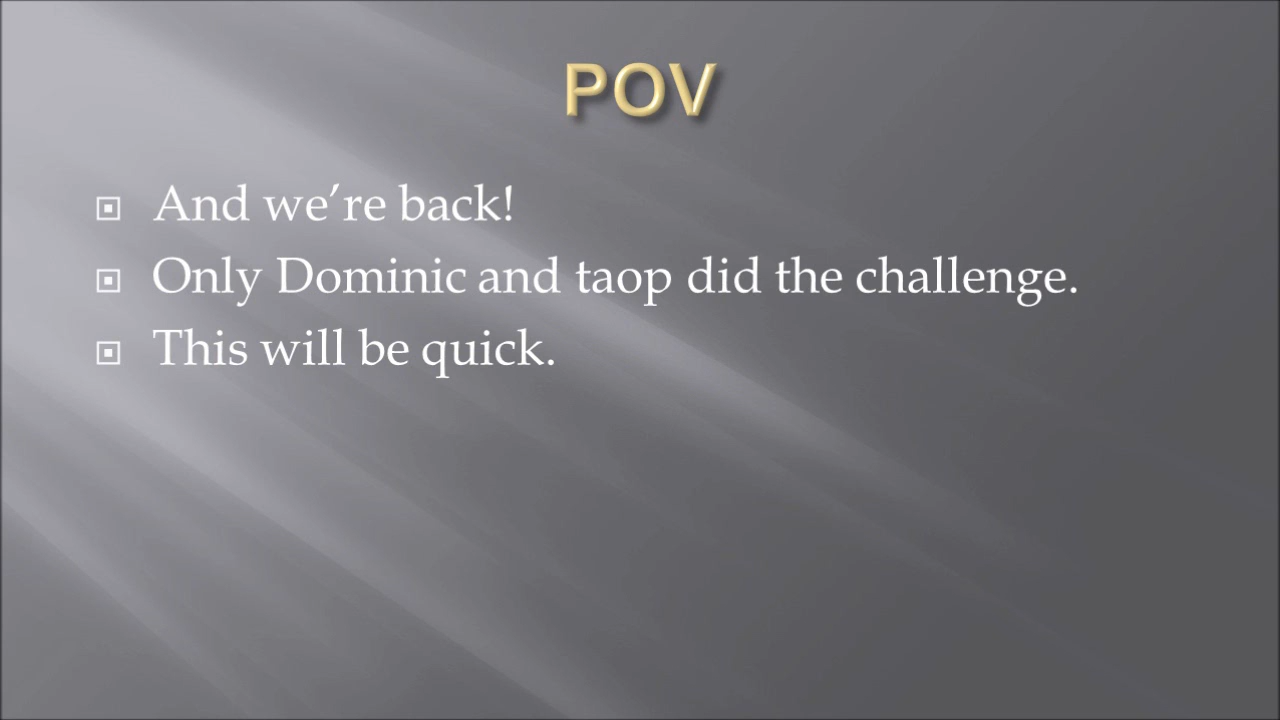 POV
And we’re back!
Only Dominic and taop did the challenge.
This will be quick.